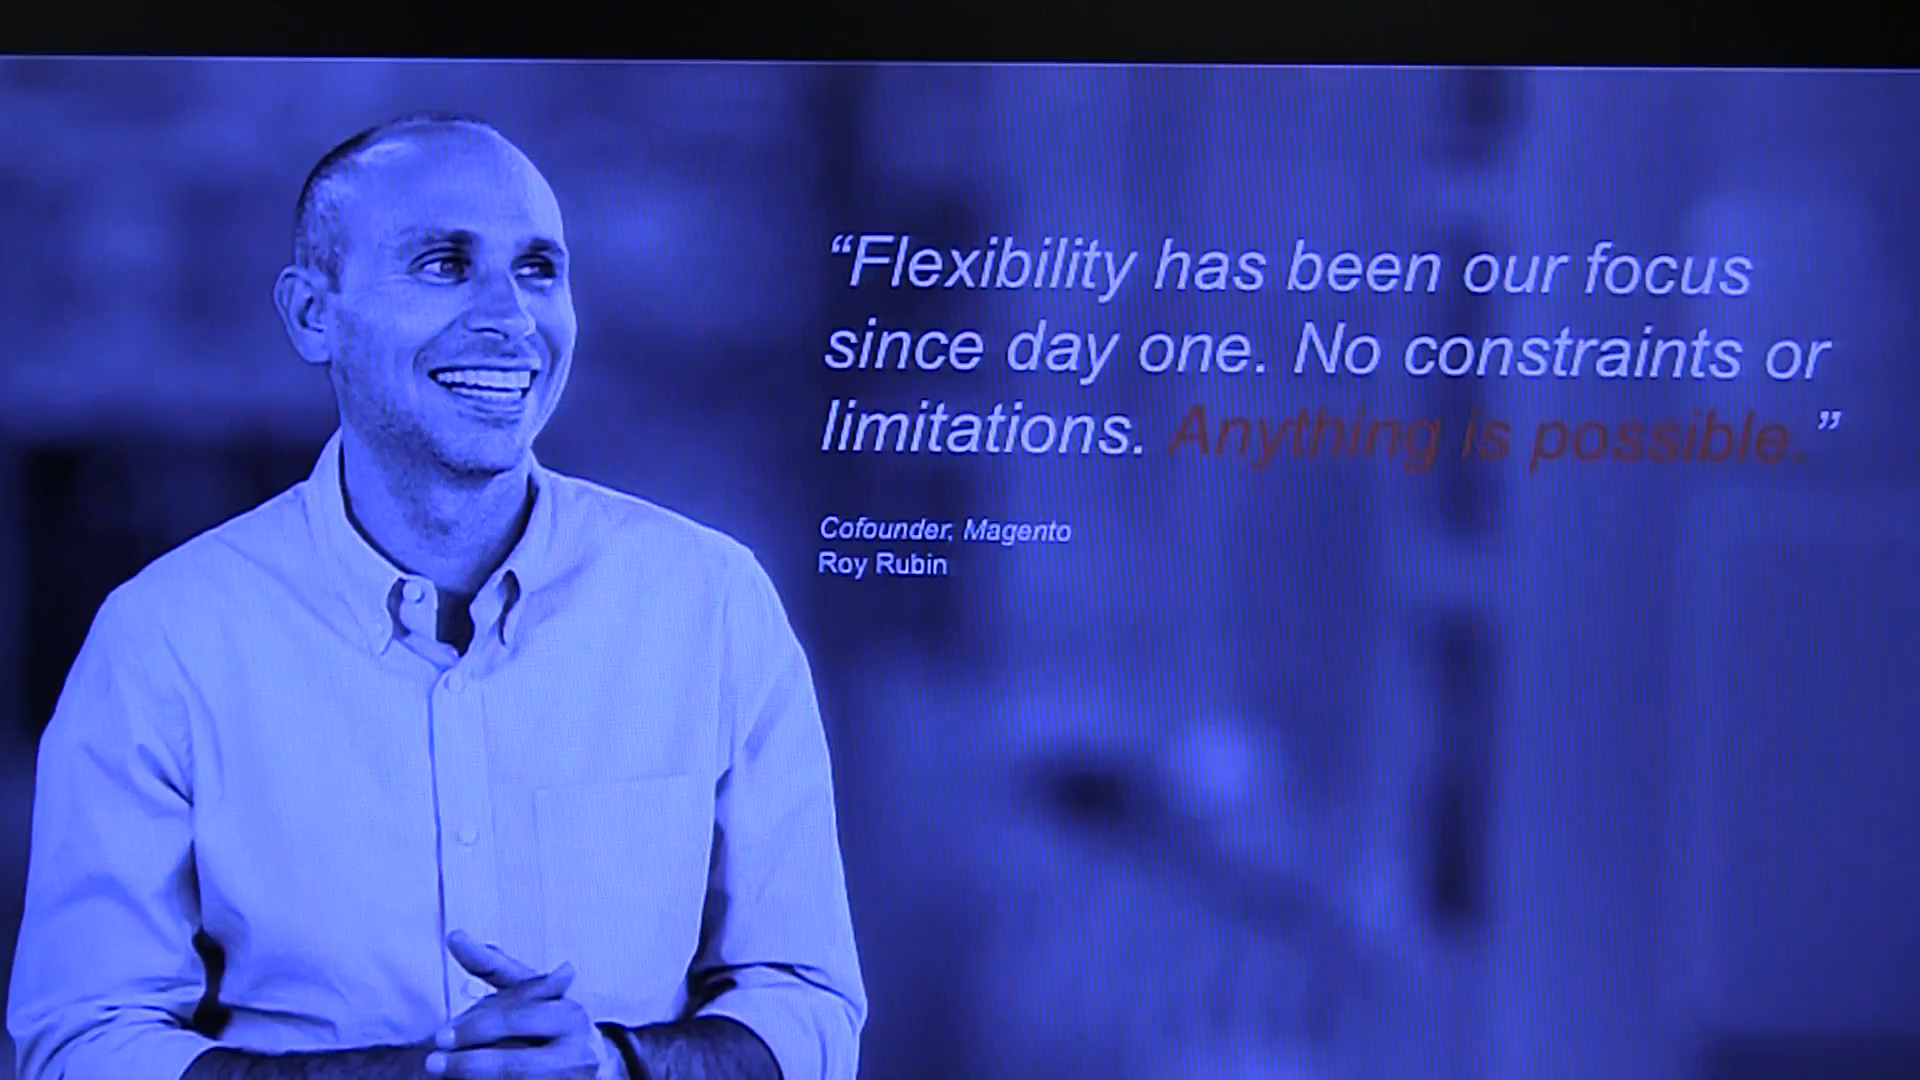 “Flexibility has been our focus
since day one. No constraints or
limitations. Anything is possible.”
Cofounder, Magento
Roy Rubin